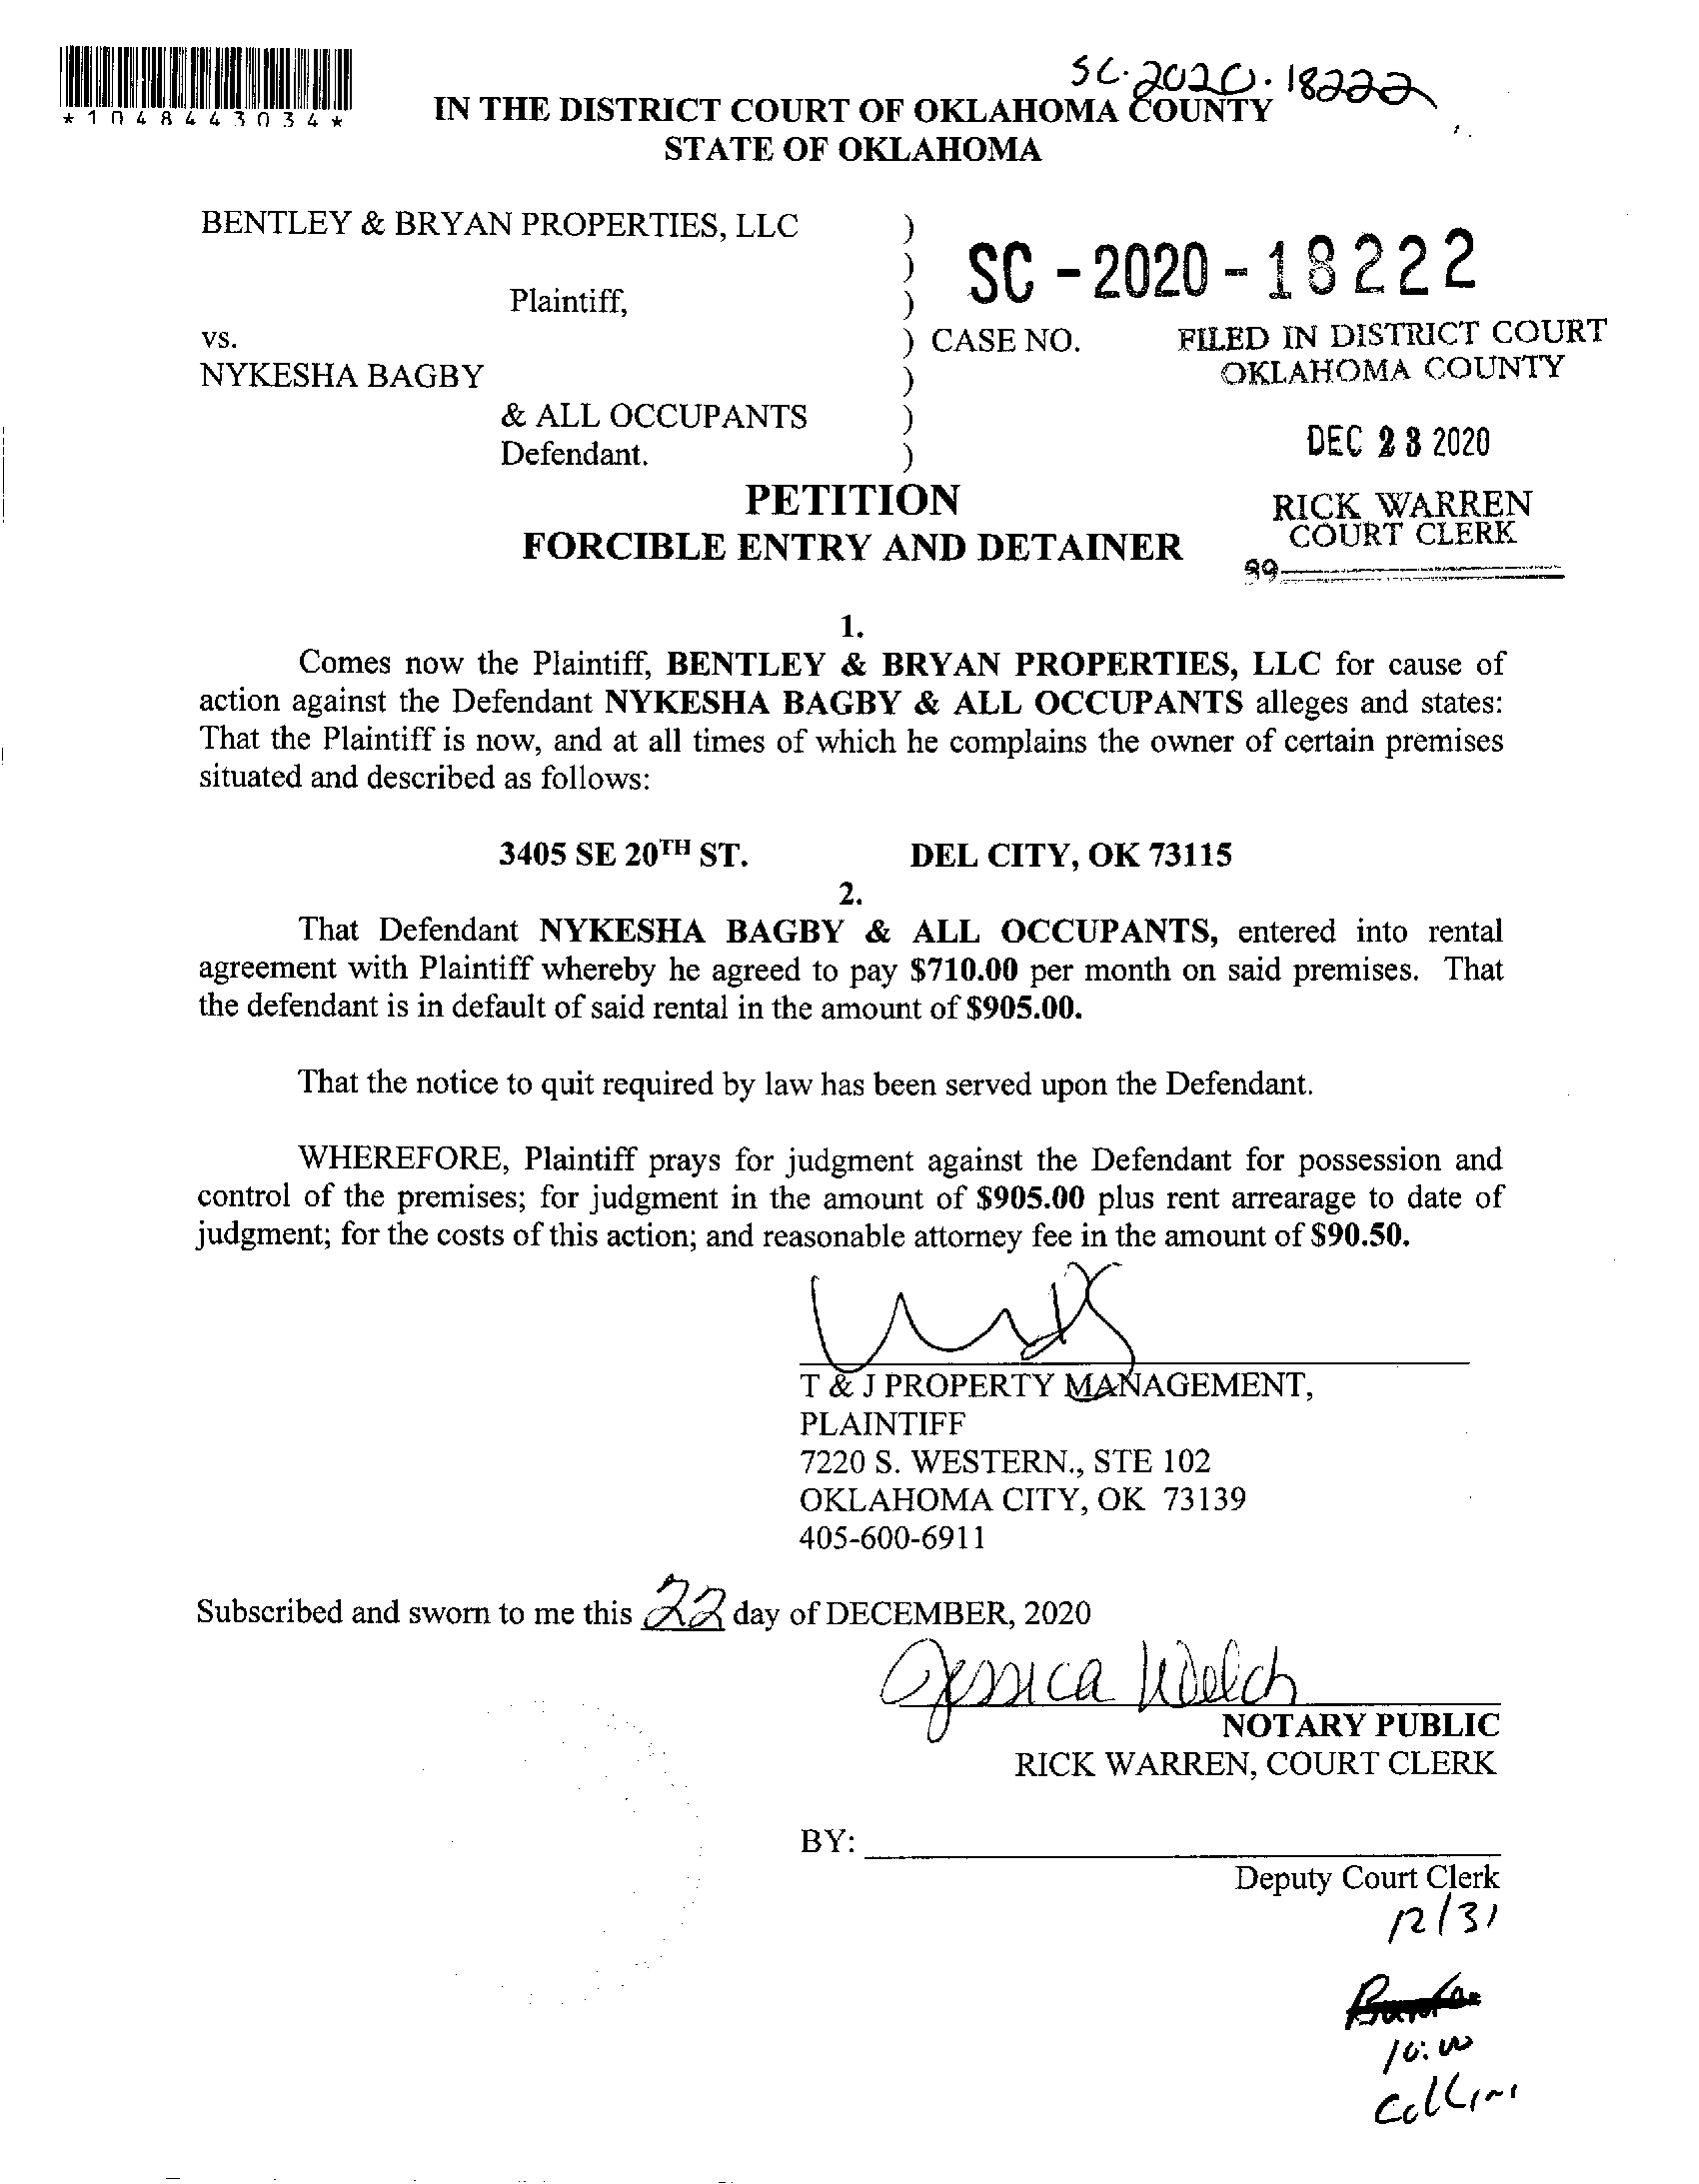 SC-2020-18222
*1048443034*
IN THE DISTRICT COURT OF OKLAHOMA COUNTY
STATE OF OKLAHOMA
BENTLEY & BRYAN PROPERTIES, LLC )
)
Plaintiff, )
SC-2020-18222
vs. ) CASE NO.
FILED IN DISTRICT COURT
NYKESHA BAGBY )
OKLAHOMA COUNTY
& ALL OCCUPANTS )
Defendant. )
DEC 23 2020
PETITION
RICK WARREN
COURT CLERK
FORCIBLE ENTRY AND DETAINER
1.
Comes now the Plaintiff, BENTLEY & BRYAN PROPERTIES, LLC for cause of
action against the Defendant NYKESHA BAGBY & ALL OCCUPANTS alleges and states:
That the Plaintiff is now, and at all times of which he complains the owner of certain premises
situated and described as follows:
3405 SE 20TH ST. DEL CITY, OK 73115
2.
That Defendant NYKESHA BAGBY & ALL OCCUPANTS, entered into rental
agreement with Plaintiff whereby he agreed to pay $710.00 per month on said premises. That
the defendant is in default of said rental in the amount of $905.00.
That the notice to quit required by law has been served upon the Defendant.
WHEREFORE, Plaintiff prays for judgment against the Defendant for possession and
control of the premises; for judgment in the amount of $905.00 plus rent arrearage to date of
judgment; for the costs of this action; and reasonable attorney fee in the amount of $90.50.
T & J PROPERTY MANAGEMENT,
PLAINTIFF
7220 S. WESTERN., STE 102
OKLAHOMA CITY, OK 73139
405-600-6911
Subscribed and sworn to me this 22 day of DECEMBER, 2020
Jessica Welch
NOTARY PUBLIC
RICK WARREN, COURT CLERK
BY:
Deputy Court Clerk
12/31
10:00
Collins